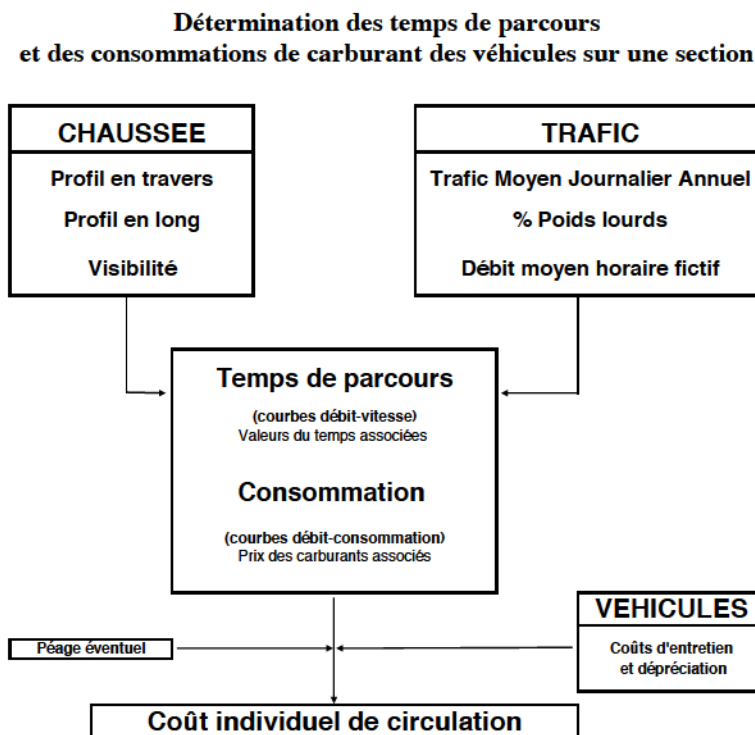 Détermination des temps de parcours
et des consommations de carburant des véhicules sur une section
CHAUSSEE
Profil en travers
Profil en long
Visibilité
TRAFIC
Trafic Moyen Journalier Annuel
% Poids lourds
Débit moyen horaire fictif
Temps de parcours
(courbes débit-vitesse)
Valeurs du temps associées
Consommation
(courbes débit-consommation)
Prix des carburants associés
Péage éventuel
VEHICULES
Coûts d'entretien
et dépréciation
Coût individuel de circulation